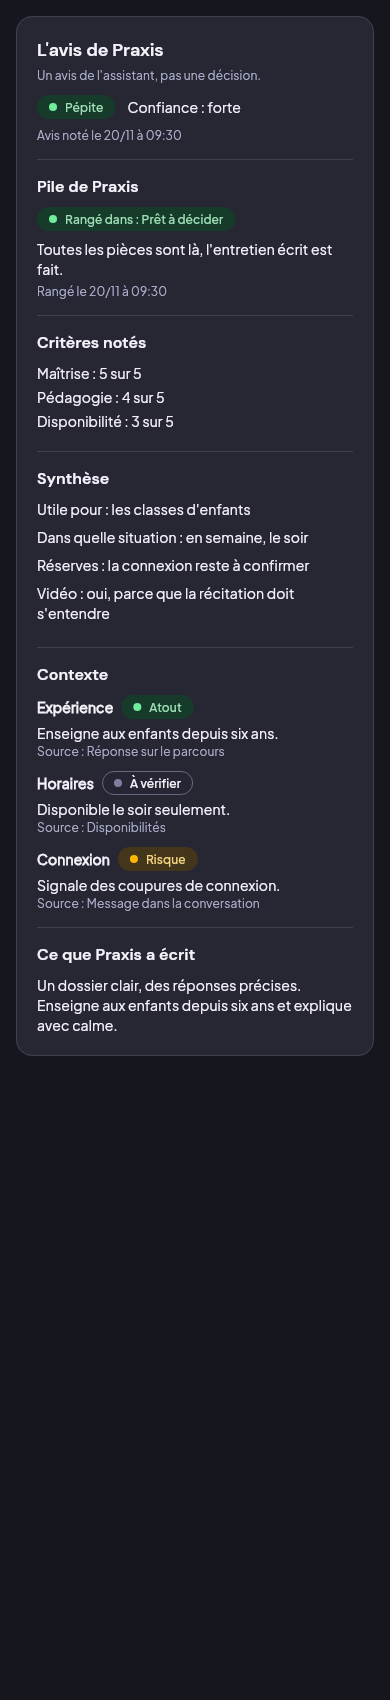 L'avis de Praxis
Un avis de l'assistant, pas une décision.
Pépite Confiance : forte
Avis noté le 20/11 à 09:30
Pile de Praxis
Rangé dans : Prêt à décider
Toutes les pièces sont là, l'entretien écrit est
fait.
Rangé le 20/11 à 09:30
Critères notés
Maîtrise : 5 sur 5
Pédagogie : 4 sur 5
Disponibilité : 3 sur 5
Synthèse
Utile pour : les classes d'enfants
Dans quelle situation : en semaine, le soir
Réserves : la connexion reste à confirmer
Vidéo : oui, parce que la récitation doit
s'entendre
Contexte
Expérience Atout
Enseigne aux enfants depuis six ans.
Source : Réponse sur le parcours
Horaires À vérifier
Disponible le soir seulement.
Source : Disponibilités
Connexion Risque
Signale des coupures de connexion.
Source : Message dans la conversation
Ce que Praxis a écrit
Un dossier clair, des réponses précises.
Enseigne aux enfants depuis six ans et explique
avec calme.